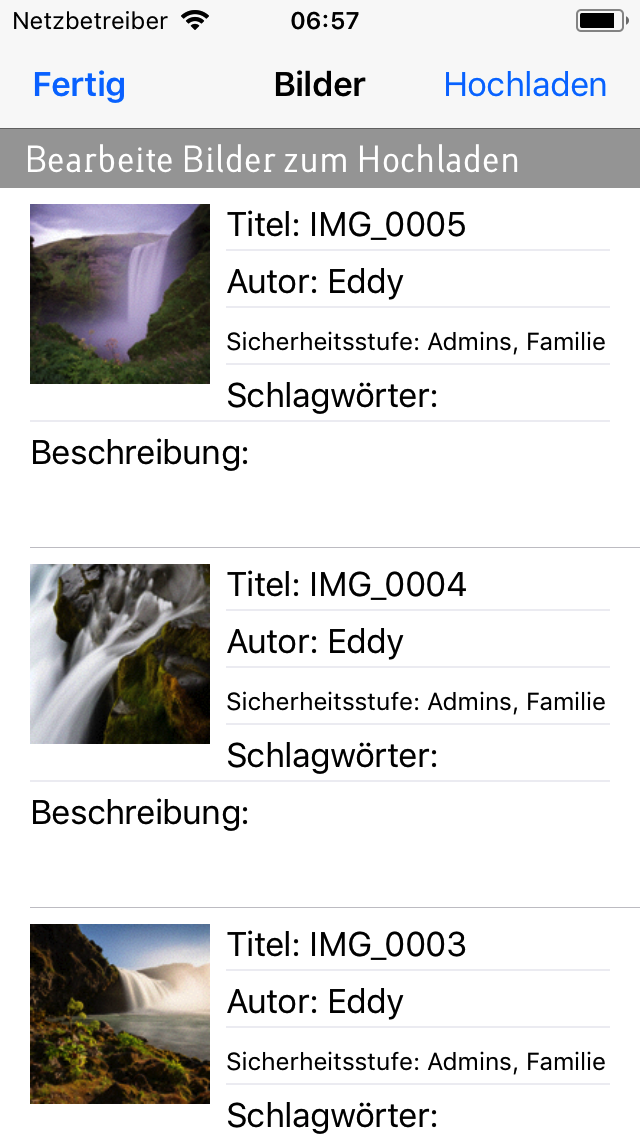 Netzbetreiber 06:57
Fertig Bilder Hochladen
Bearbeite Bilder zum Hochladen
Titel: IMG_0005
Autor: Eddy
Sicherheitsstufe: Admins, Familie
Schlagwörter:
Beschreibung:
Titel: IMG_0004
Autor: Eddy
Sicherheitsstufe: Admins, Familie
Schlagwörter:
Beschreibung:
Titel: IMG_0003
Autor: Eddy
Sicherheitsstufe: Admins, Familie
Schlagwörter: